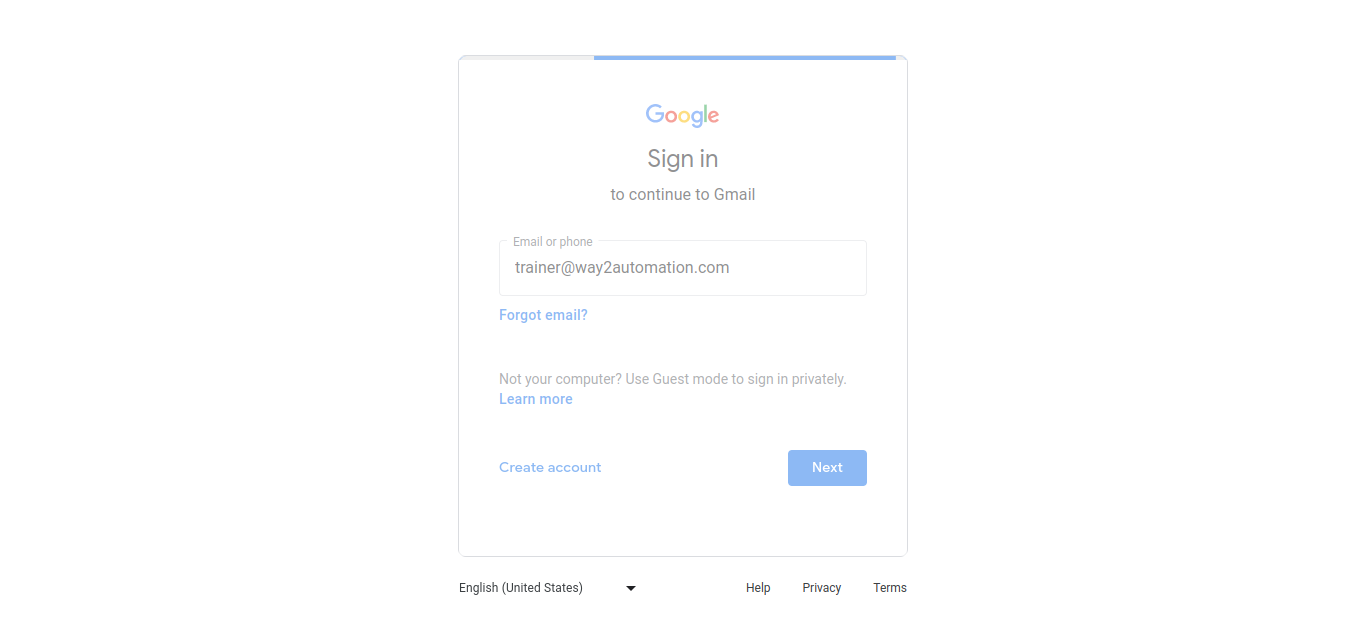 Google
Sign in
to continue to Gmail
Email or phone
trainer@way2automation.com
Forgot email?
Not your computer? Use Guest mode to sign in privately.
Learn more
Create account
Next
English (United States)
Help
Privacy
Terms